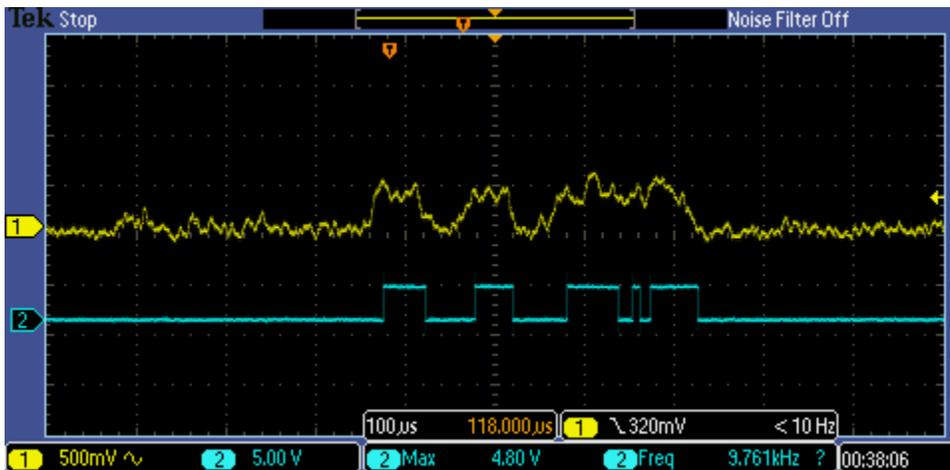 Tek Stop Noise Filter Off
T
T
1
2
100µs 118.000µs 1 \320mV < 10 Hz
1 500mV ∿ 2 5.00 V 2 Max 4.80 V 2 Freq 9.761kHz ? 00:38:06